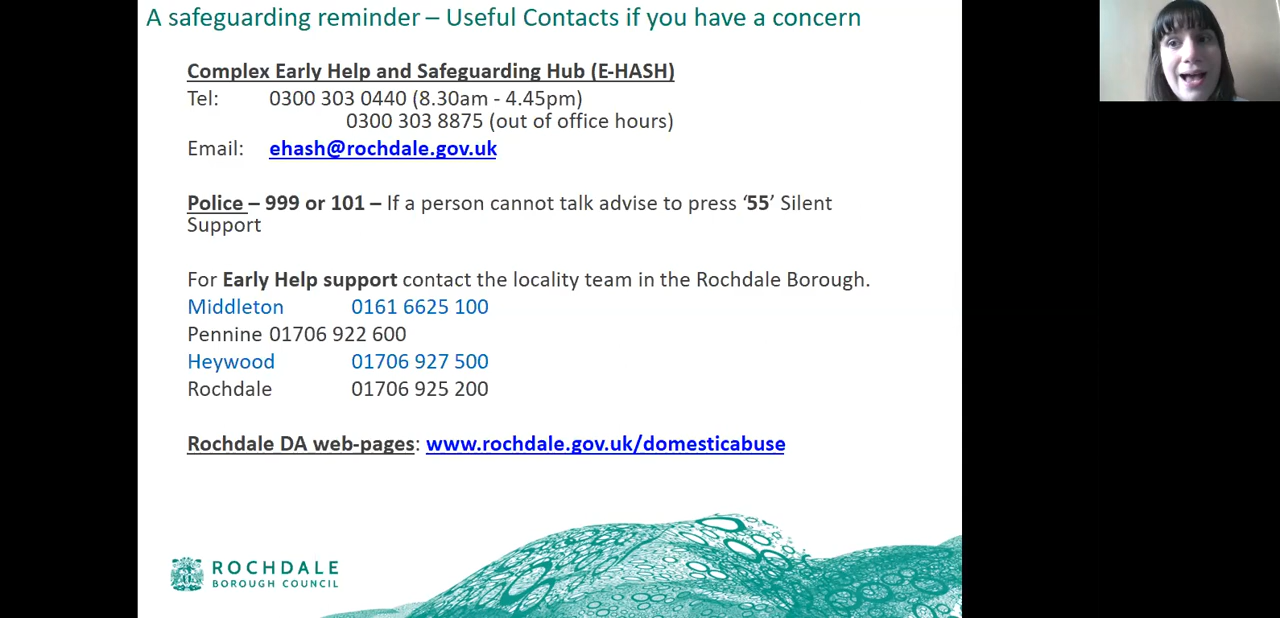 A safeguarding reminder – Useful Contacts if you have a concern
Complex Early Help and Safeguarding Hub (E-HASH)
Tel: 0300 303 0440 (8.30am - 4.45pm)
0300 303 8875 (out of office hours)
Email: ehash@rochdale.gov.uk
Police – 999 or 101 – If a person cannot talk advise to press ‘55’ Silent
Support
For Early Help support contact the locality team in the Rochdale Borough.
Middleton 0161 6625 100
Pennine 01706 922 600
Heywood 01706 927 500
Rochdale 01706 925 200
Rochdale DA web-pages: www.rochdale.gov.uk/domesticabuse
ROCHDALE
BOROUGH COUNCIL